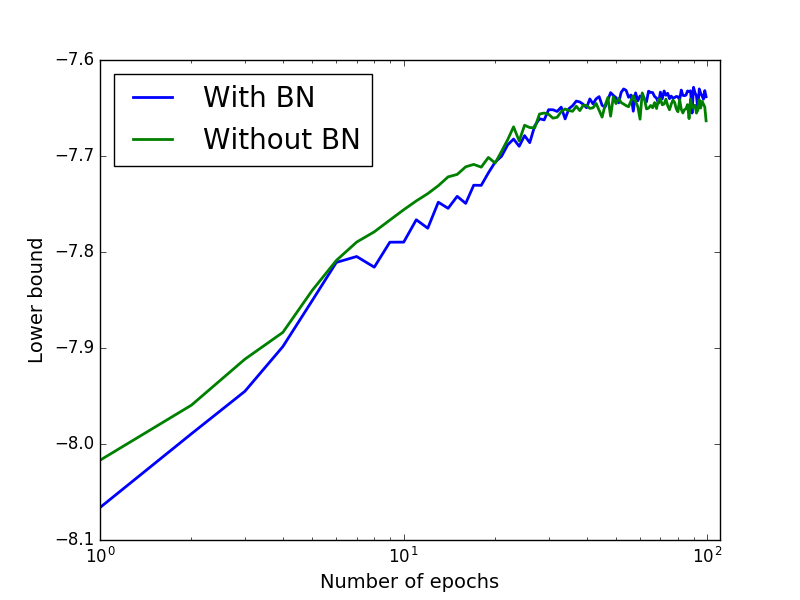 −7.6
−7.7
−7.8
−7.9
−8.0
−8.1
Lower bound
With BN
Without BN
10⁰
10¹
10²
Number of epochs